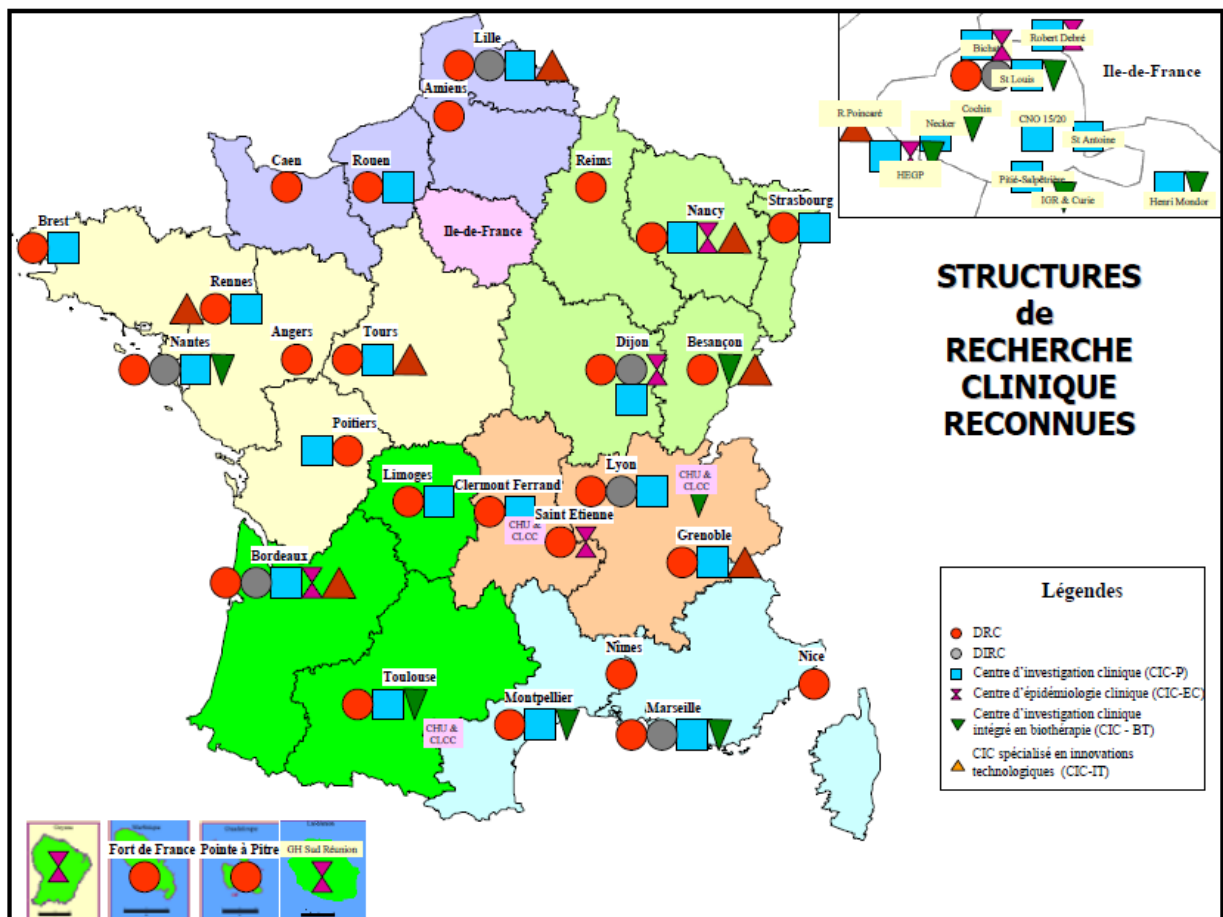 Lille
Amiens
Caen
Rouen
Reims
Ile-de-France
Nancy
Strasbourg
Brest
Rennes
Nantes
Angers
Tours
Dijon
Besançon
Poitiers
Limoges
Clermont Ferrand
CHU &
CLCC
Lyon
CHU &
CLCC
Saint Etienne
Grenoble
Bordeaux
Toulouse
CHU &
CLCC
Montpellier
Nîmes
Marseille
Nice
Guyane
Martinique
Fort de France
Guadeloupe
Pointe à Pitre
GH Sud Réunion
Bichat
Robert Debré
Ile-de-France
St Louis
R.Poincaré
Necker
Cochin
CNO 15/20
St Antoine
HEGP
Pitié-Salpêtrière
IGR & Curie
Henri Mondor
STRUCTURES
de
RECHERCHE
CLINIQUE
RECONNUES
Légendes
DRC
DIRC
Centre d'investigation clinique (CIC-P)
Centre d'épidémiologie clinique (CIC-EC)
Centre d'investigation clinique
intégré en biothérapie (CIC - BT)
CIC spécialisé en innovations
technologiques (CIC-IT)